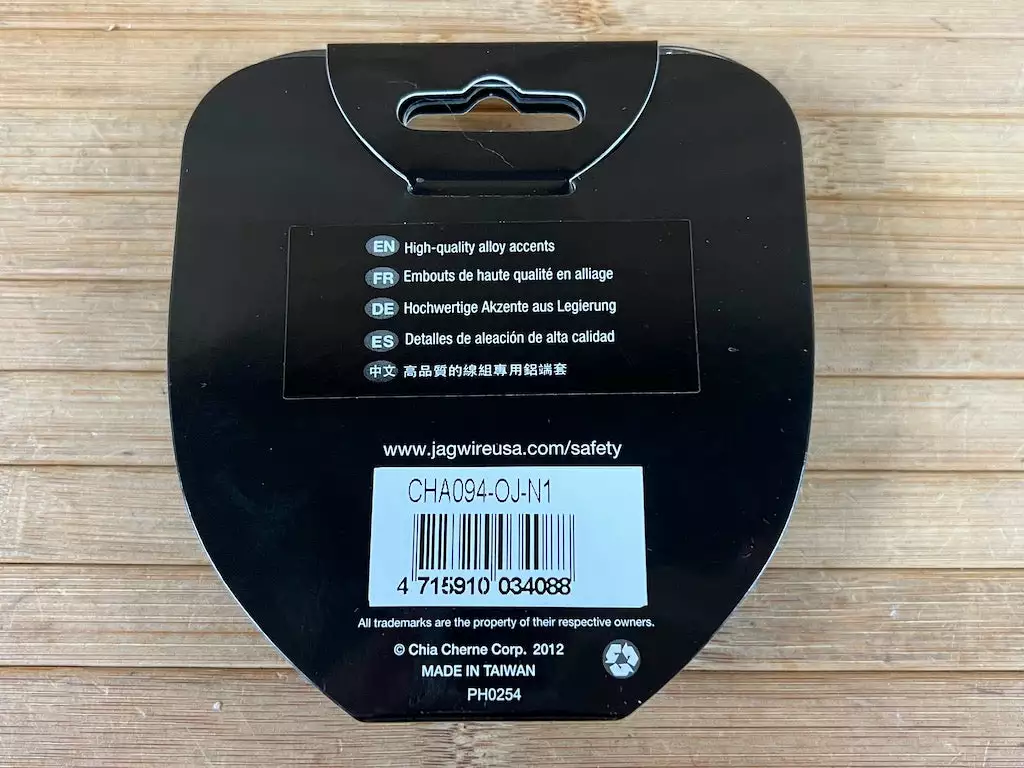 EN High-quality alloy accents
FR Embouts de haute qualité en alliage
DE Hochwertige Akzente aus Legierung
ES Detalles de aleación de alta calidad
中文 高品質的線組專用鋁端套
www.jagwireusa.com/safety
CHA094-OJ-N1
4 715910 034088
All trademarks are the property of their respective owners.
© Chia Cherne Corp. 2012
MADE IN TAIWAN
PH0254